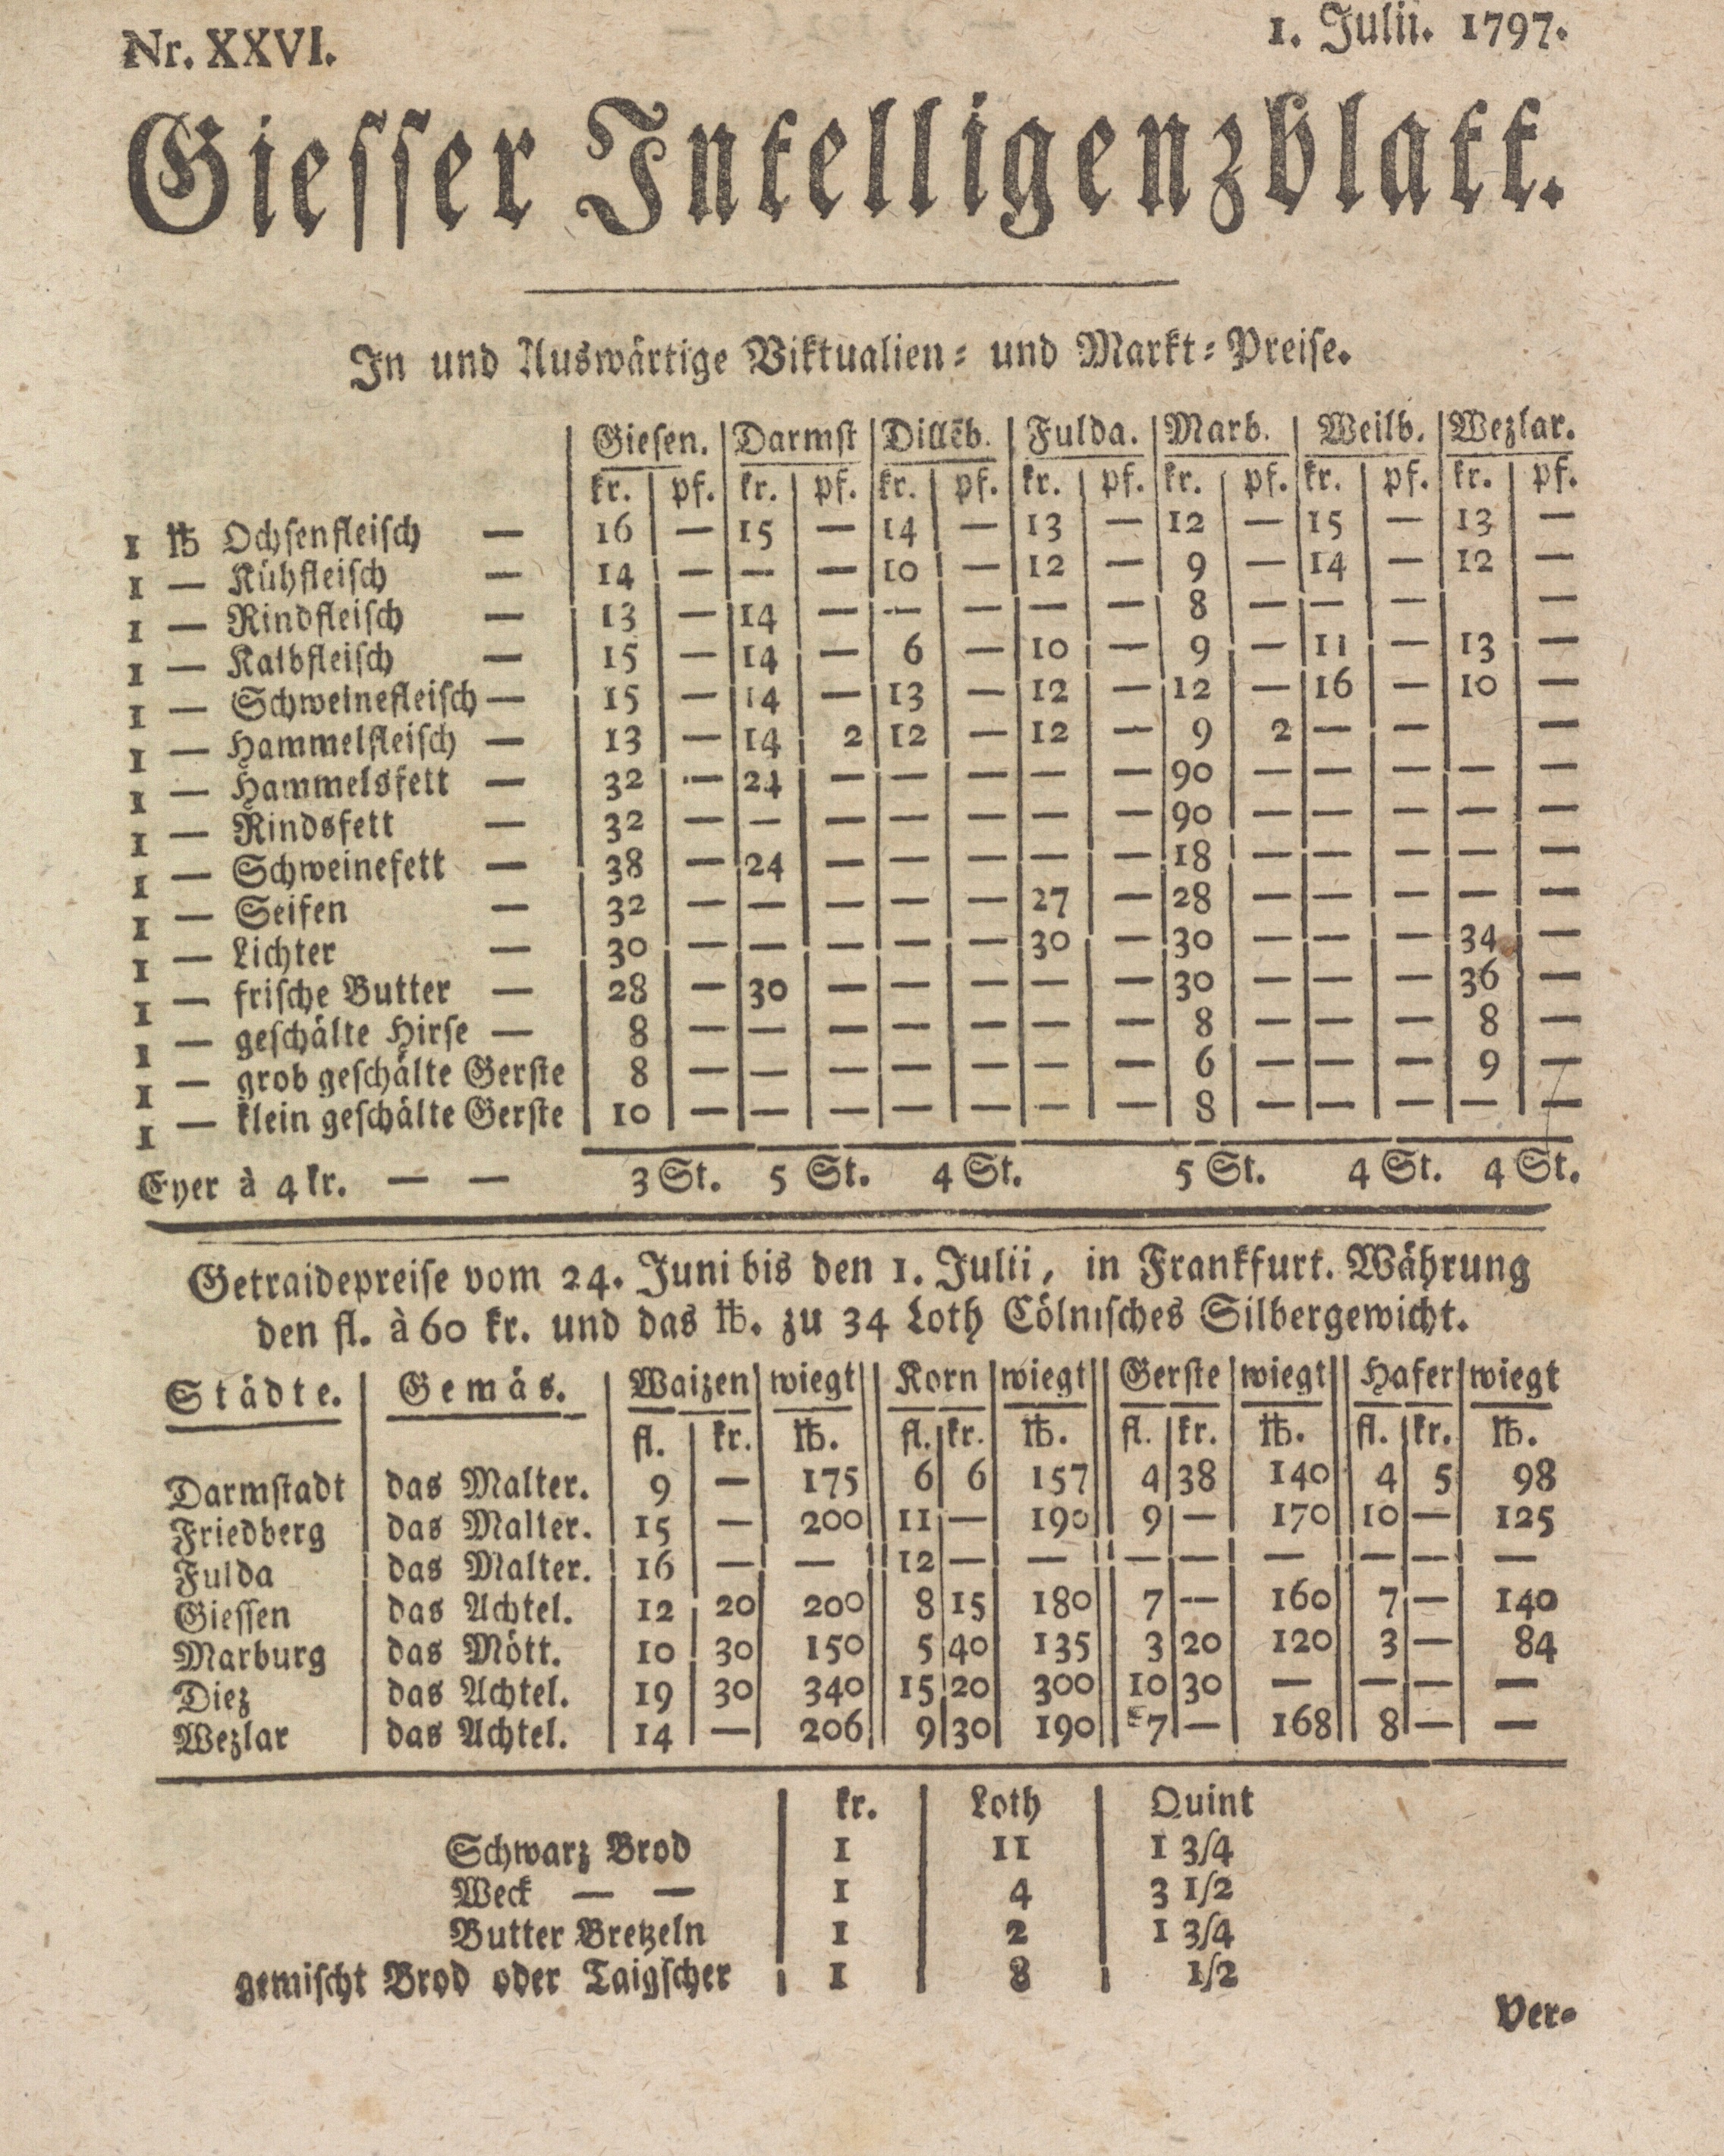 Nr. XXVI. 1. Julii. 1797.
Giesser Intelligenzblatt.
In und Auswärtige Viktualien- und Markt-Preise.
Giesen. Darmst Dillēb. Fulda. Marb. Weilb. Wezlar.
kr. pf. kr. pf. kr. pf. kr. pf. kr. pf. kr. pf. kr. pf.
1 ℔ Ochsenfleisch — 16 — 15 — 14 — 13 — 12 — 15 — 13 —
1 — Kühfleisch — 14 — — — 10 — 12 — 9 — 14 — 12 —
1 — Rindfleisch — 13 — 14 — — — — — 8 — — — —
1 — Kalbfleisch — 15 — 14 — 6 — 10 — 9 — 11 — 13 —
1 — Schweinefleisch — 15 — 14 — 13 — 12 — 12 — 16 — 10 —
1 — Hammelfleisch — 13 — 14 2 12 — 12 — 9 2 — — —
1 — Hammelsfett — 32 — 24 — — — — — 90 — — — — —
1 — Rindsfett — 32 — — — — — — — 90 — — — — —
1 — Schweinefett — 38 — 24 — — — — — 18 — — — — —
1 — Seifen — 32 — — — — — 27 — 28 — — — — —
1 — Lichter — 30 — — — — — 30 — 30 — — — 34 —
1 — frische Butter — 28 — 30 — — — — — 30 — — — 36 —
1 — geschälte Hirse — 8 — — — — — — — 8 — — — 8 —
1 — grob geschälte Gerste 8 — — — — — — — 6 — — — 9 —
1 — klein geschälte Gerste 10 — — — — — — — 8 — — — — —
Eyer à 4 kr. — — 3 St. 5 St. 4 St. 5 St. 4 St. 4 St.
Getraidepreise vom 24. Juni bis den 1. Julii, in Frankfurt. Währung
den fl. à 60 kr. und das ℔. zu 34 Loth Cölnisches Silbergewicht.
Städte. Gemäs. Waizen wiegt Korn wiegt Gerste wiegt Hafer wiegt
fl. kr. ℔. fl. kr. ℔. fl. kr. ℔. fl. kr. ℔.
Darmstadt das Malter. 9 — 175 6 6 157 4 38 140 4 5 98
Friedberg das Malter. 15 — 200 11 — 190 9 — 170 10 — 125
Fulda das Malter. 16 — — 12 — — — — — — — —
Giessen das Achtel. 12 20 200 8 15 180 7 — 160 7 — 140
Marburg das Mött. 10 30 150 5 40 135 3 20 120 3 — 84
Diez das Achtel. 19 30 340 15 20 300 10 30 — — — —
Wezlar das Achtel. 14 — 206 9 30 190 7 — 168 8 — —
kr. Loth Quint
Schwarz Brod 1 11 1 3/4
Weck — — 1 4 3 1/2
Butter Bretzeln 1 2 1 3/4
gemischt Brod oder Taigscher 1 8 1/2
Ver-